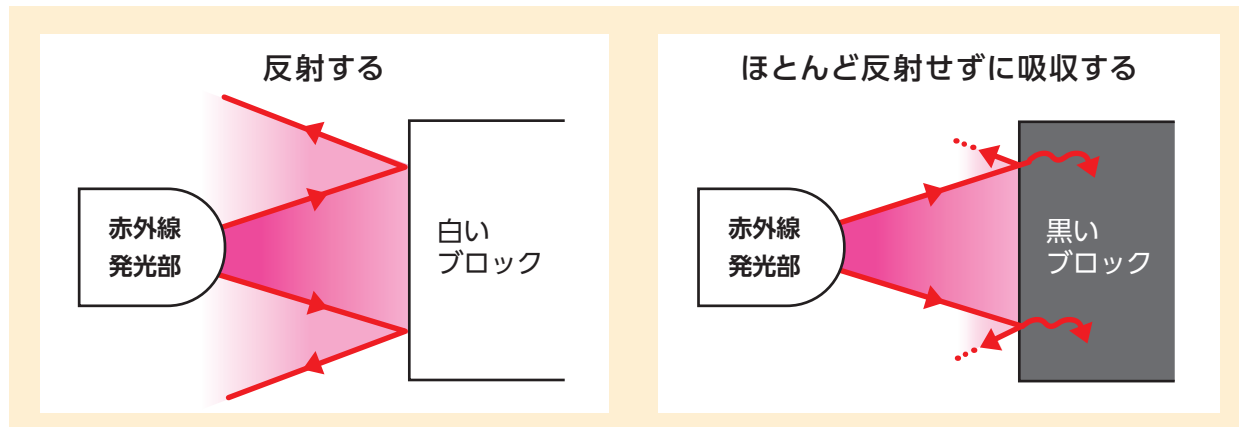 反射する
赤外線
発光部
白い
ブロック
ほとんど反射せずに吸収する
赤外線
発光部
黒い
ブロック